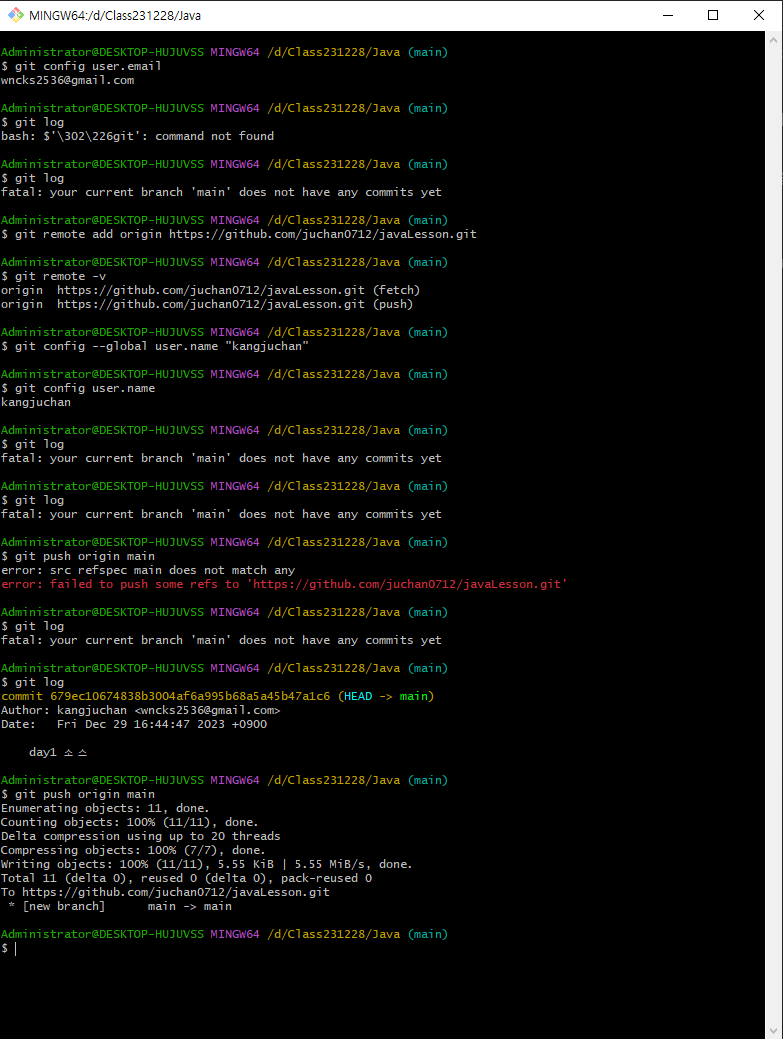 MINGW64:/d/Class231228/Java
Administrator@DESKTOP-HUJUVSS MINGW64 /d/Class231228/Java (main)
$ git config user.email
wncks2536@gmail.com
Administrator@DESKTOP-HUJUVSS MINGW64 /d/Class231228/Java (main)
$ git log
bash: $'\302\226git': command not found
Administrator@DESKTOP-HUJUVSS MINGW64 /d/Class231228/Java (main)
$ git log
fatal: your current branch 'main' does not have any commits yet
Administrator@DESKTOP-HUJUVSS MINGW64 /d/Class231228/Java (main)
$ git remote add origin https://github.com/juchan0712/javaLesson.git
Administrator@DESKTOP-HUJUVSS MINGW64 /d/Class231228/Java (main)
$ git remote -v
origin  https://github.com/juchan0712/javaLesson.git (fetch)
origin  https://github.com/juchan0712/javaLesson.git (push)
Administrator@DESKTOP-HUJUVSS MINGW64 /d/Class231228/Java (main)
$ git config --global user.name "kangjuchan"
Administrator@DESKTOP-HUJUVSS MINGW64 /d/Class231228/Java (main)
$ git config user.name
kangjuchan
Administrator@DESKTOP-HUJUVSS MINGW64 /d/Class231228/Java (main)
$ git log
fatal: your current branch 'main' does not have any commits yet
Administrator@DESKTOP-HUJUVSS MINGW64 /d/Class231228/Java (main)
$ git log
fatal: your current branch 'main' does not have any commits yet
Administrator@DESKTOP-HUJUVSS MINGW64 /d/Class231228/Java (main)
$ git push origin main
error: src refspec main does not match any
error: failed to push some refs to 'https://github.com/juchan0712/javaLesson.git'
Administrator@DESKTOP-HUJUVSS MINGW64 /d/Class231228/Java (main)
$ git log
fatal: your current branch 'main' does not have any commits yet
Administrator@DESKTOP-HUJUVSS MINGW64 /d/Class231228/Java (main)
$ git log
commit 679ec10674838b3004af6a995b68a5a45b47a1c6 (HEAD -> main)
Author: kangjuchan <wncks2536@gmail.com>
Date:   Fri Dec 29 16:44:47 2023 +0900
day1 소스
Administrator@DESKTOP-HUJUVSS MINGW64 /d/Class231228/Java (main)
$ git push origin main
Enumerating objects: 11, done.
Counting objects: 100% (11/11), done.
Delta compression using up to 20 threads
Compressing objects: 100% (7/7), done.
Writing objects: 100% (11/11), 5.55 KiB | 5.55 MiB/s, done.
Total 11 (delta 0), reused 0 (delta 0), pack-reused 0
To https://github.com/juchan0712/javaLesson.git
 * [new branch]      main -> main
Administrator@DESKTOP-HUJUVSS MINGW64 /d/Class231228/Java (main)
$